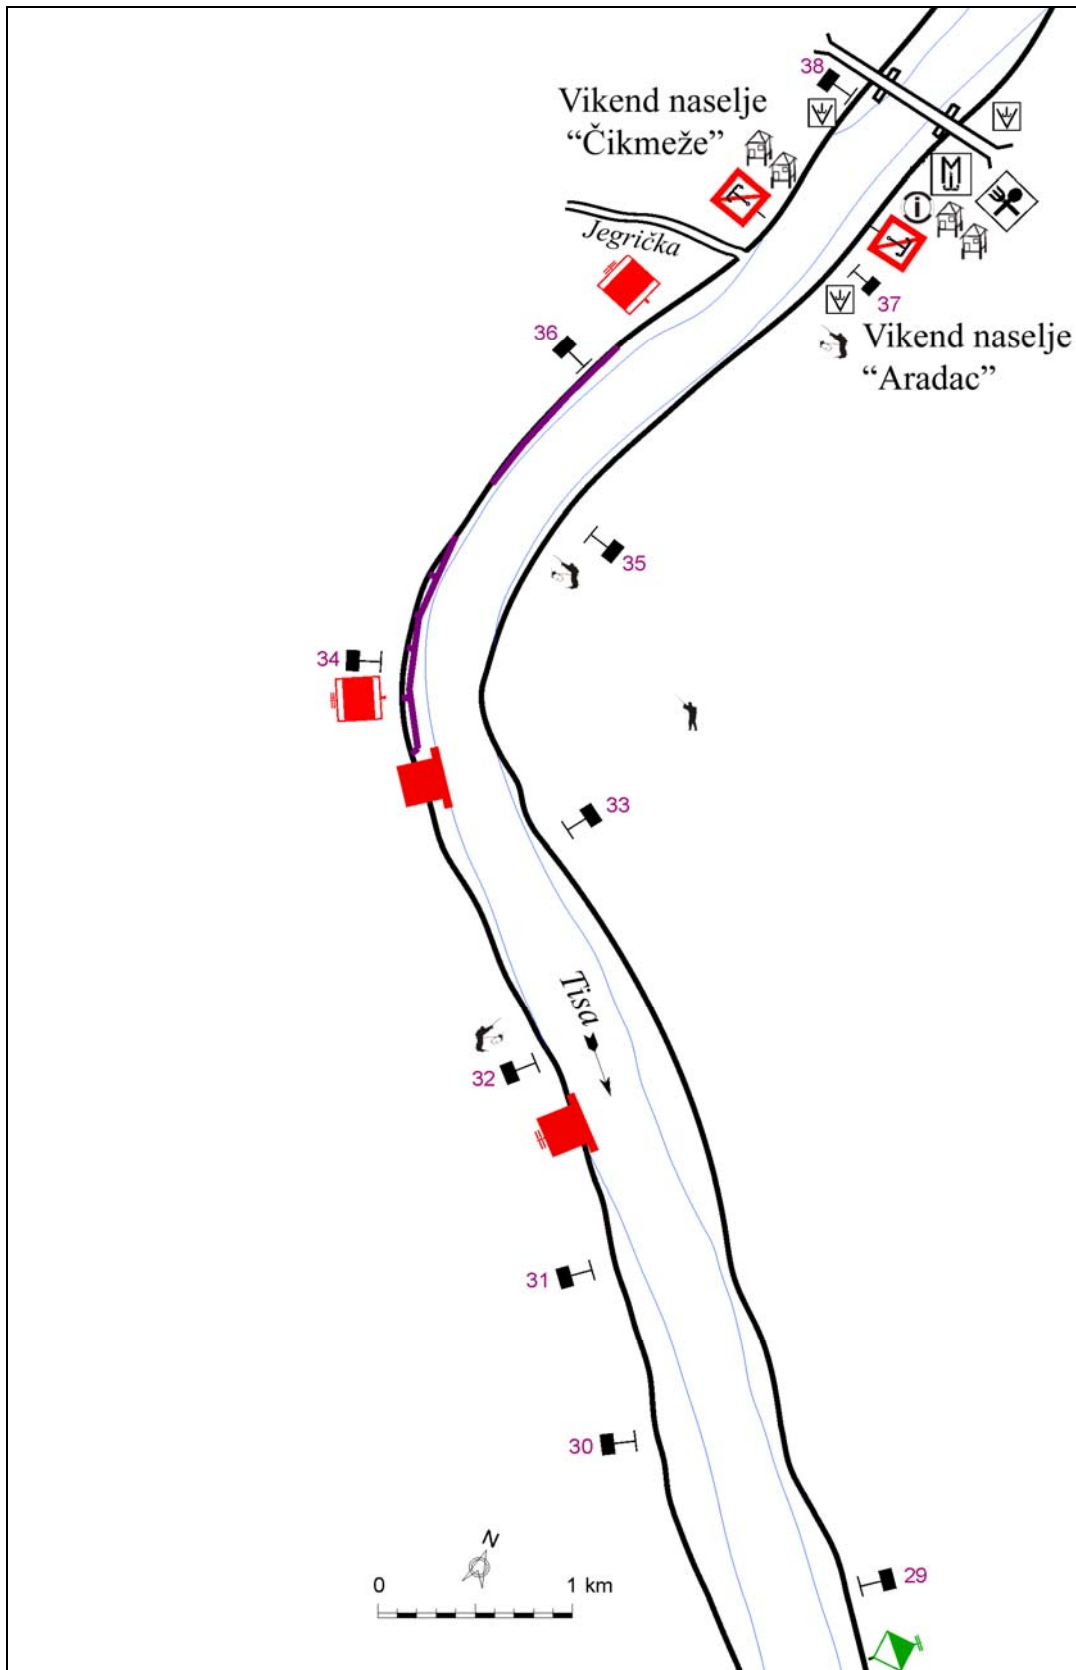 38
Vikend naselje
“Čikmeže”
Jegrička
37
36
Vikend naselje
“Aradac”
35
34
33
Tisa
32
31
30
N
0 1 km
29